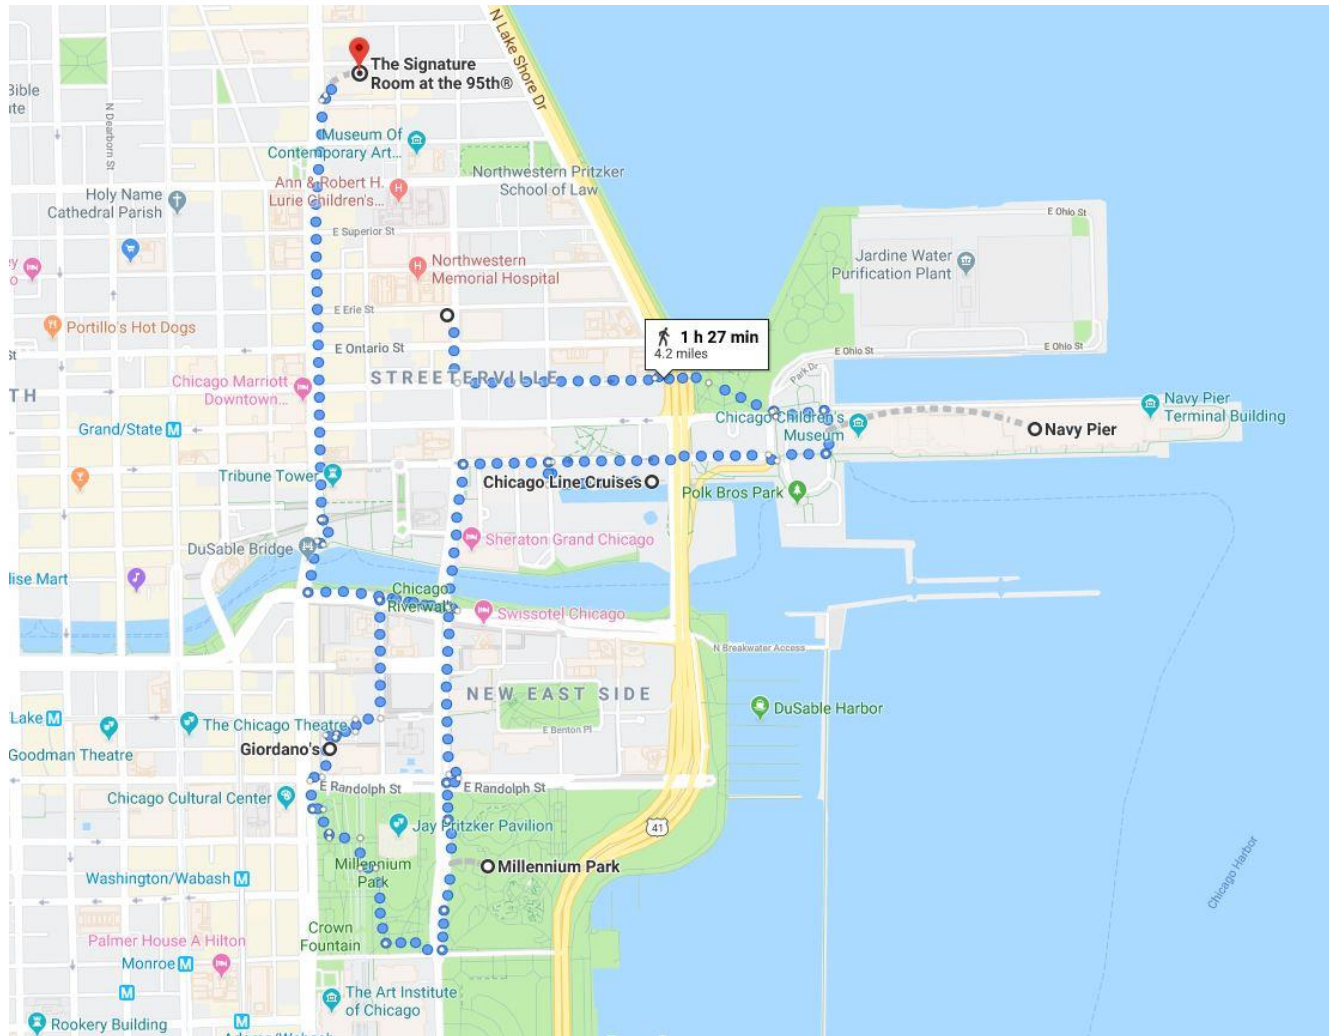 N Lake Shore Dr
The Signature
Room at the 95th®
N Dearborn St
Museum Of
Contemporary Art...
Northwestern Pritzker
School of Law
Ann & Robert H.
Lurie Children's...
Holy Name
Cathedral Parish
E Superior St
E Ohio St
Jardine Water
Purification Plant
Northwestern
Memorial Hospital
E Erie St
Portillo's Hot Dogs
E Ontario St
1 h 27 min
4.2 miles
E Ohio St
E Ohio St
STREETERVILLE
Park Dr
Chicago Marriott
Downtown...
TH
Navy Pier
Terminal Building
Chicago Children's
Museum
Navy Pier
Grand/State M
Tribune Tower
Chicago Line Cruises
Polk Bros Park
Sheraton Grand Chicago
DuSable Bridge
lise Mart
Chicago
Riverwalk
Swissotel Chicago
N Breakwater Access
NEW EAST SIDE
DuSable Harbor
Lake M
The Chicago Theatre
Goodman Theatre
Giordano's
E Benton Pl
E Randolph St
E Randolph St
Chicago Cultural Center
Jay Pritzker Pavilion
41
Millennium
Park
Millennium Park
Washington/Wabash M
Chicago Harbor
Crown
Fountain
Palmer House A Hilton
Monroe M
M
The Art Institute
of Chicago
Rookery Building
M